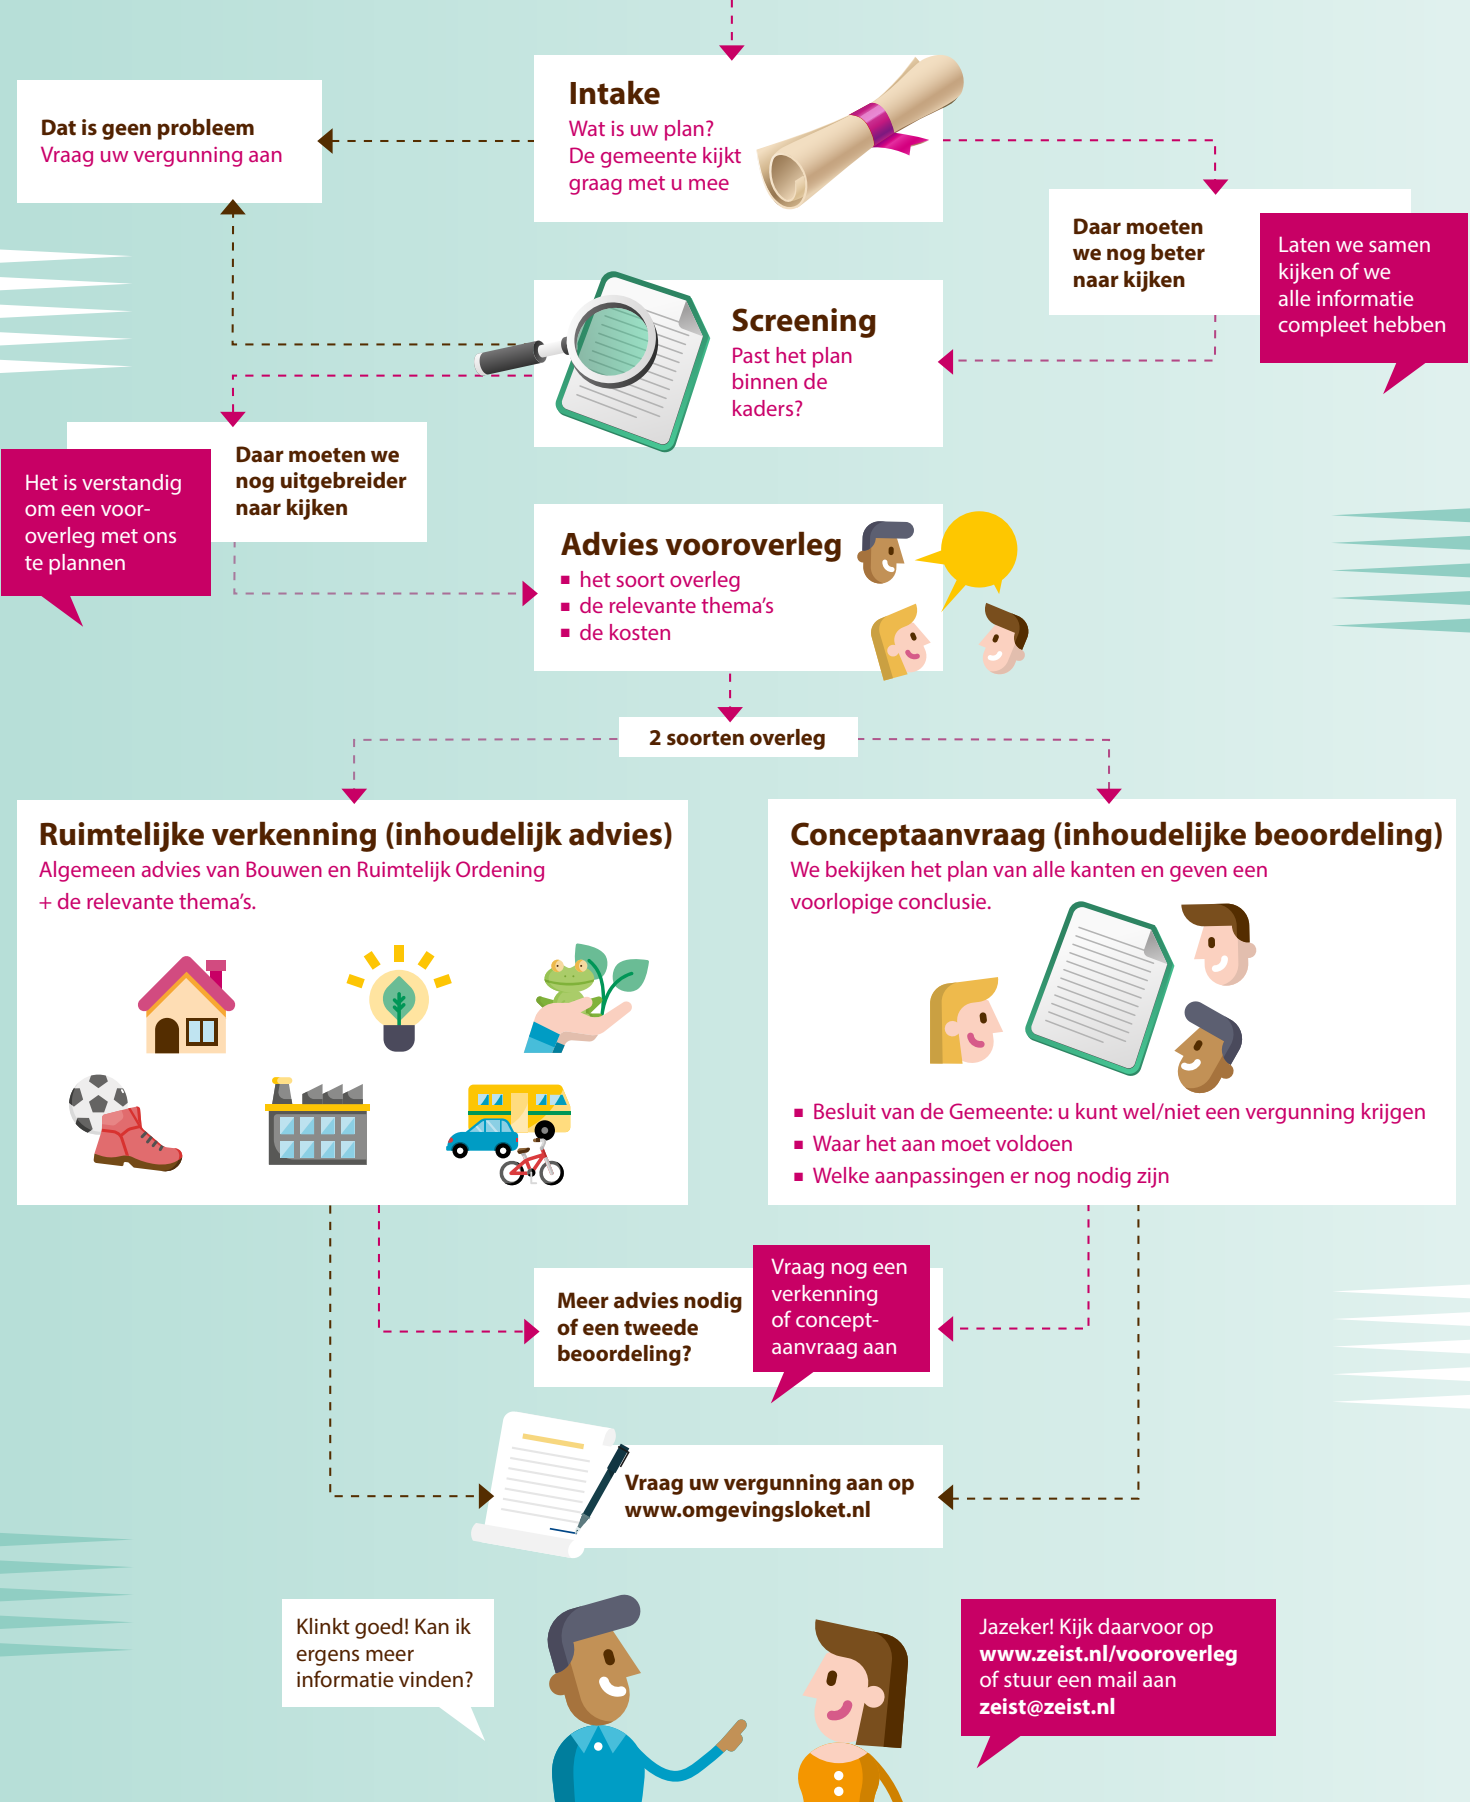 Intake
Wat is uw plan?
De gemeente kijkt
graag met u mee
Dat is geen probleem
Vraag uw vergunning aan
Daar moeten
we nog beter
naar kijken
Laten we samen
kijken of we
alle informatie
compleet hebben
Screening
Past het plan
binnen de
kaders?
Daar moeten we
nog uitgebreider
naar kijken
Het is verstandig
om een voor-
overleg met ons
te plannen
Advies vooroverleg
▪ het soort overleg
▪ de relevante thema's
▪ de kosten
2 soorten overleg
Ruimtelijke verkenning (inhoudelijk advies)
Algemeen advies van Bouwen en Ruimtelijk Ordening
+ de relevante thema's.
Conceptaanvraag (inhoudelijke beoordeling)
We bekijken het plan van alle kanten en geven een
voorlopige conclusie.
▪ Besluit van de Gemeente: u kunt wel/niet een vergunning krijgen
▪ Waar het aan moet voldoen
▪ Welke aanpassingen er nog nodig zijn
Meer advies nodig
of een tweede
beoordeling?
Vraag nog een
verkenning
of concept-
aanvraag aan
Vraag uw vergunning aan op
www.omgevingsloket.nl
Klinkt goed! Kan ik
ergens meer
informatie vinden?
Jazeker! Kijk daarvoor op
www.zeist.nl/vooroverleg
of stuur een mail aan
zeist@zeist.nl